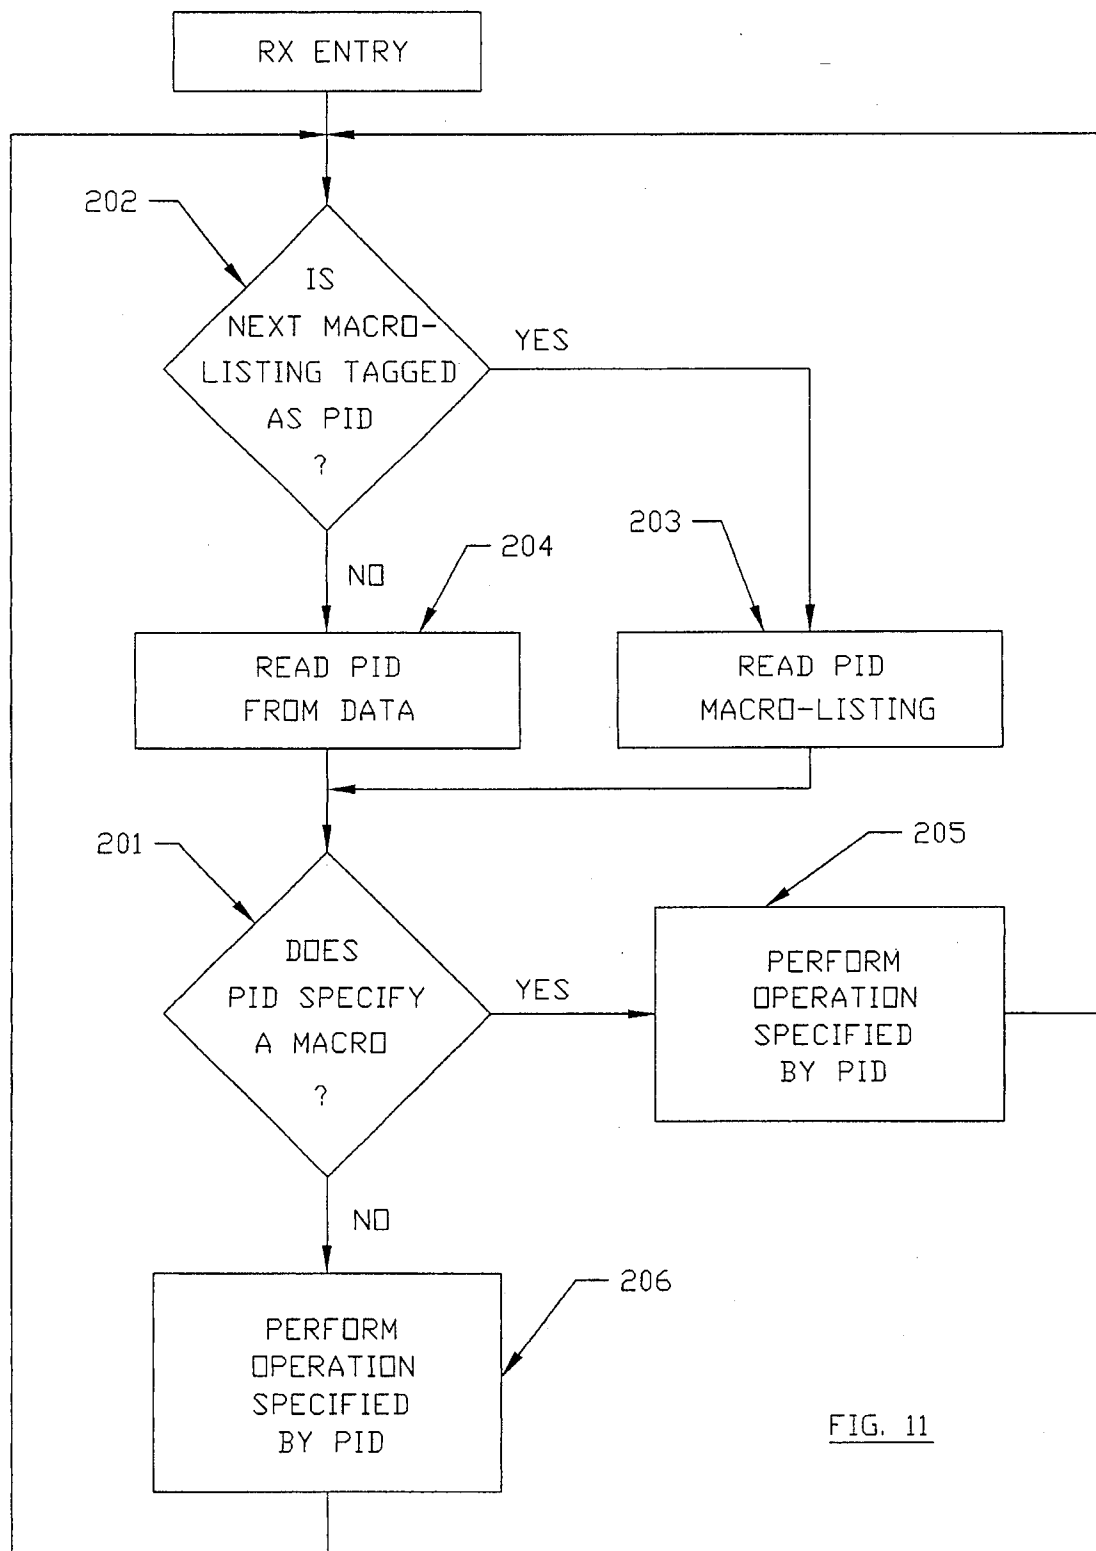 RX ENTRY
202
IS
NEXT MACRO-
LISTING TAGGED
AS PID
?
YES
NO
204
203
READ PID
FROM DATA
READ PID
MACRO-LISTING
201
205
DOES
PID SPECIFY
A MACRO
?
YES
PERFORM
OPERATION
SPECIFIED
BY PID
NO
206
PERFORM
OPERATION
SPECIFIED
BY PID
FIG. 11